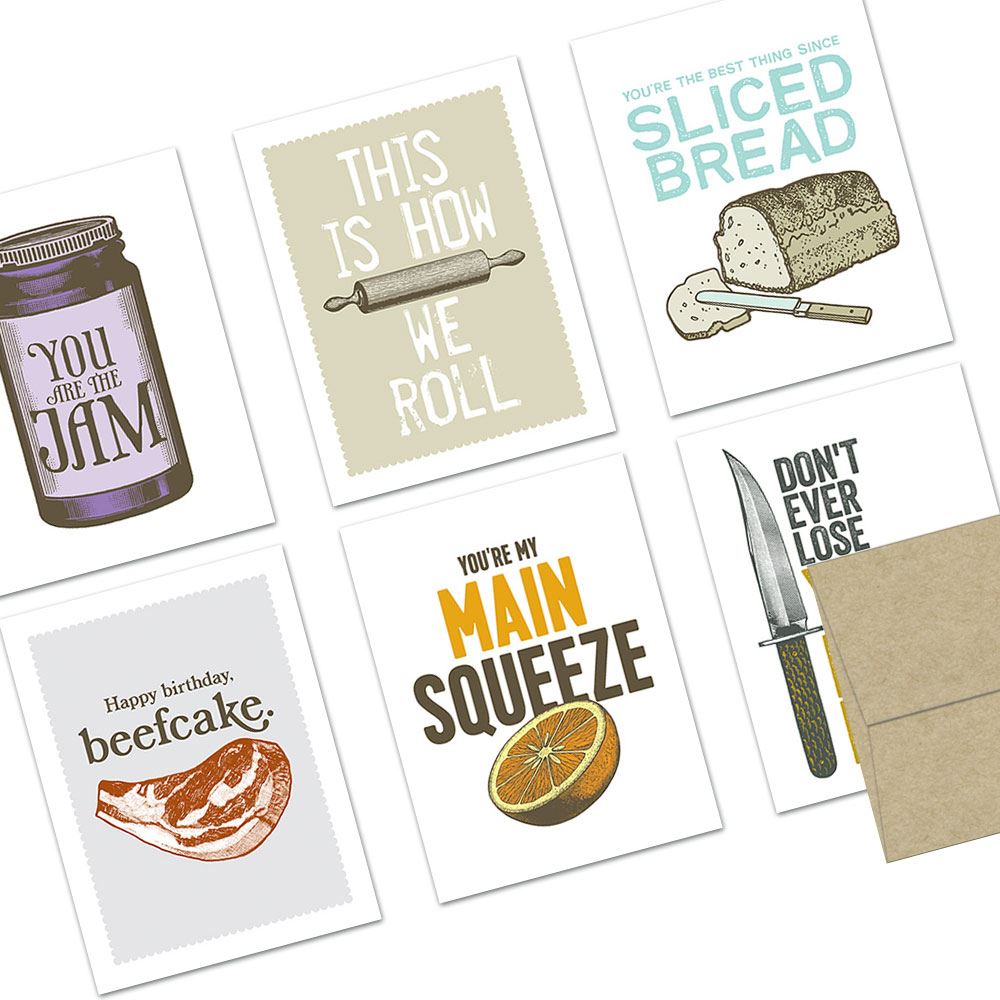 YOU
ARE THE
JAM
THIS
IS HOW
WE
ROLL
YOU'RE THE BEST THING SINCE
SLICED
BREAD
Happy birthday,
beefcake.
YOU'RE MY
MAIN
SQUEEZE
DON'T
EVER
LOSE